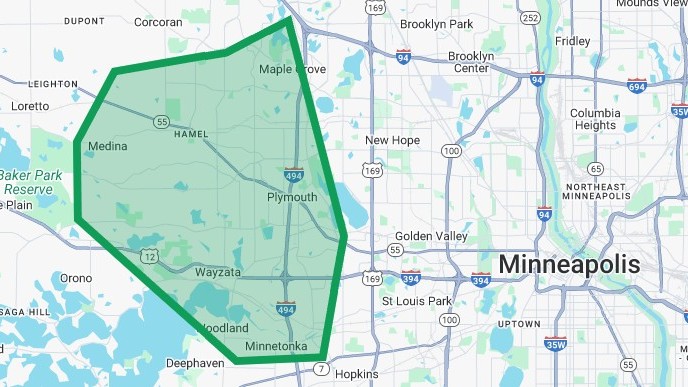 DUPONT
Corcoran
169
Brooklyn Park
252
Mounds View
Fridley
Maple Grove
94
Brooklyn
Center
94
694
LEIGHTON
Loretto
55
HAMEL
Medina
35W
Columbia
Heights
New Hope
100
Baker Park
Reserve
494
169
65
NORTHEAST
MINNEAPOLIS
Plymouth
94
e Plain
Golden Valley
55
12
Wayzata
394
169
394
Minneapolis
Orono
494
St Louis Park
100
UPTOWN
SAGA HILL
Woodland
Minnetonka
35W
Deephaven
7
Hopkins